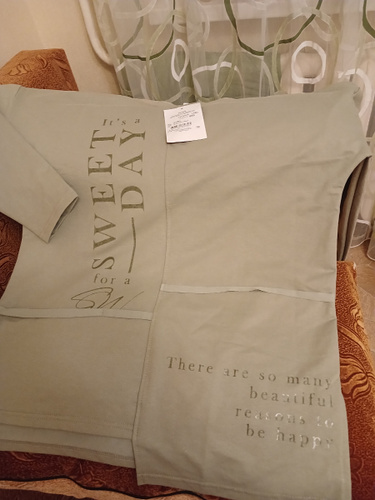 It's a
SWEET
DAY
for a
There are so many
beautiful
reasons to
be happy